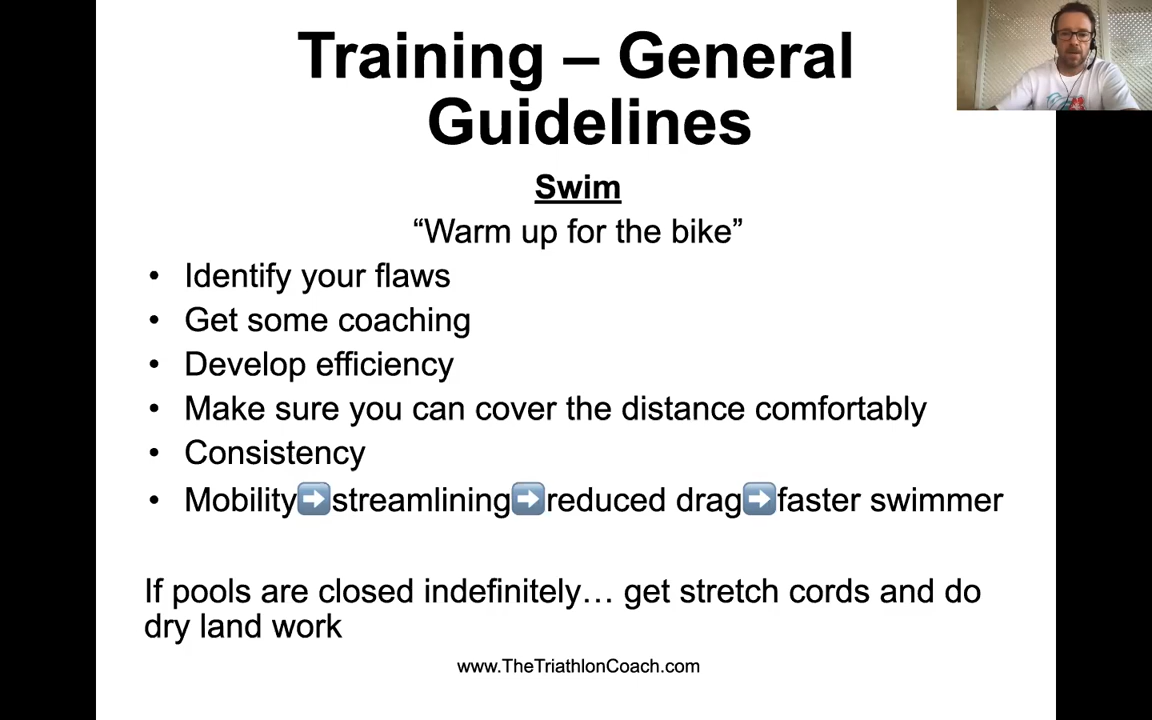 Training – General
Guidelines
Swim
“Warm up for the bike”
• Identify your flaws
• Get some coaching
• Develop efficiency
• Make sure you can cover the distance comfortably
• Consistency
• Mobility➡️streamlining➡️reduced drag➡️faster swimmer
If pools are closed indefinitely… get stretch cords and do
dry land work
www.TheTriathlonCoach.com